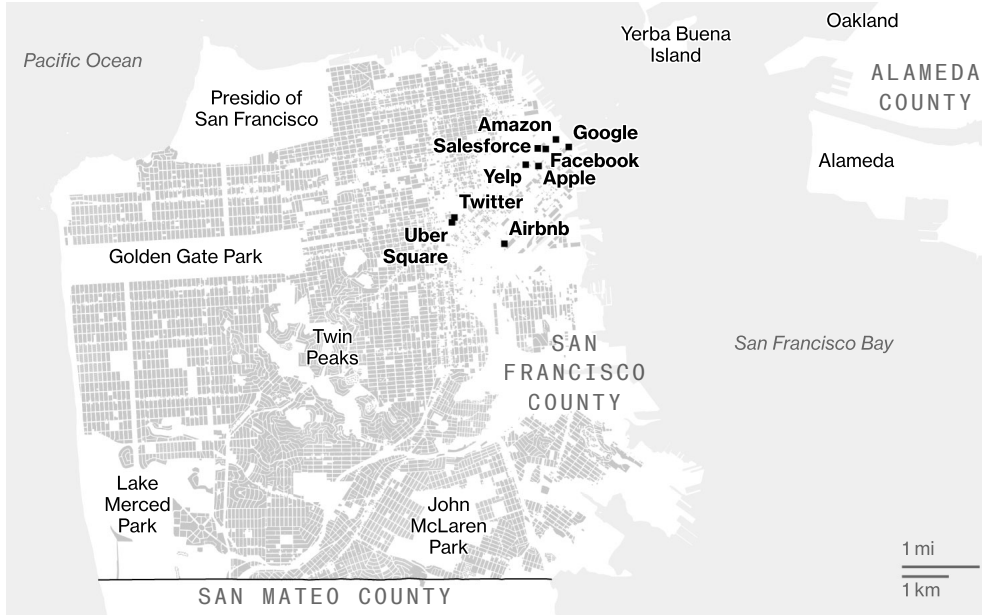 Oakland
Yerba Buena
Island
Pacific Ocean
ALAMEDA
COUNTY
Presidio of
San Francisco
Amazon
Google
Salesforce
Facebook
Alameda
Yelp
Apple
Twitter
Airbnb
Uber
Square
Golden Gate Park
Twin
Peaks
San Francisco Bay
SAN
FRANCISCO
COUNTY
Lake
Merced
Park
John
McLaren
Park
1 mi
1 km
SAN MATEO COUNTY